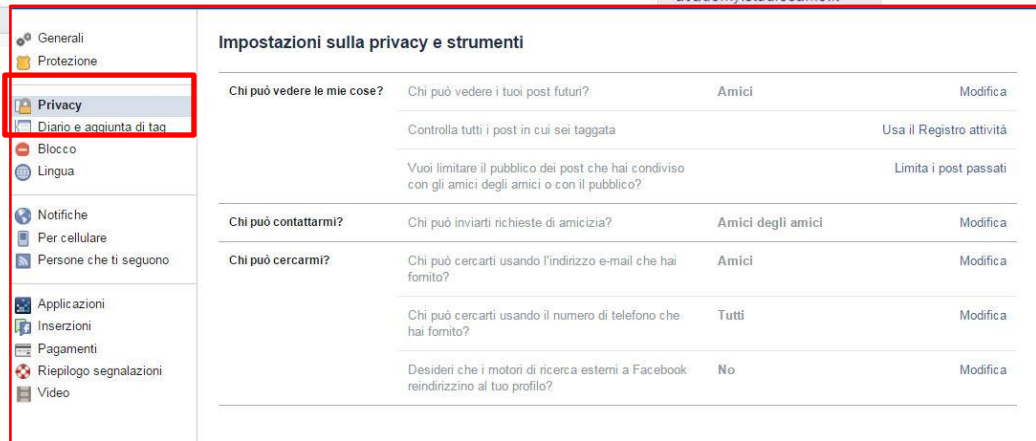 Generali
Protezione
Privacy
Diario e aggiunta di tag
Blocco
Lingua
Notifiche
Per cellulare
Persone che ti seguono
Applicazioni
Inserzioni
Pagamenti
Riepilogo segnalazioni
Video
Impostazioni sulla privacy e strumenti
Chi può vedere le mie cose?
Chi può vedere i tuoi post futuri?
Amici
Modifica
Controlla tutti i post in cui sei taggata
Usa il Registro attività
Vuoi limitare il pubblico dei post che hai condiviso
con gli amici degli amici o con il pubblico?
Limita i post passati
Chi può contattarmi?
Chi può inviarti richieste di amicizia?
Amici degli amici
Modifica
Chi può cercarmi?
Chi può cercarti usando l'indirizzo e-mail che hai
fornito?
Amici
Modifica
Chi può cercarti usando il numero di telefono che
hai fornito?
Tutti
Modifica
Desideri che i motori di ricerca esterni a Facebook
reindirizzino al tuo profilo?
No
Modifica